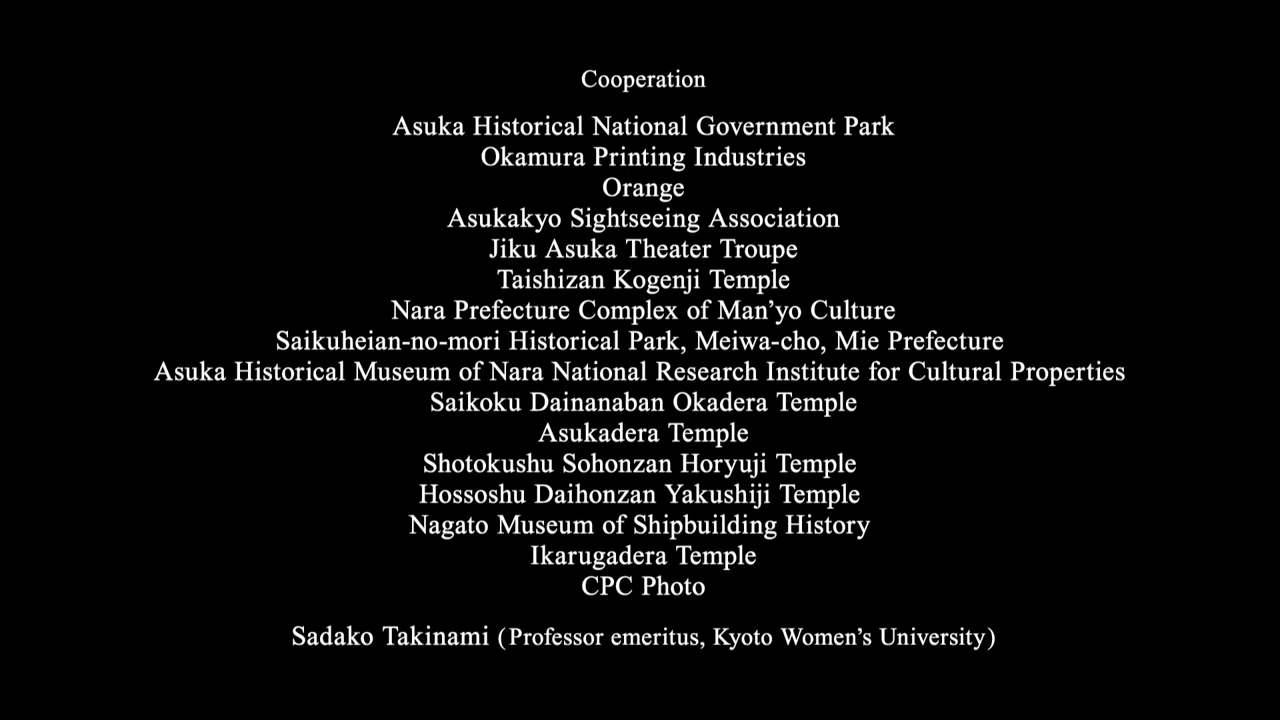 Cooperation
Asuka Historical National Government Park
Okamura Printing Industries
Orange
Asukakyo Sightseeing Association
Jiku Asuka Theater Troupe
Taishizan Kogenji Temple
Nara Prefecture Complex of Man’yo Culture
Saikuheian-no-mori Historical Park, Meiwa-cho, Mie Prefecture
Asuka Historical Museum of Nara National Research Institute for Cultural Properties
Saikoku Dainanaban Okadera Temple
Asukadera Temple
Shotokushu Sohonzan Horyuji Temple
Hossoshu Daihonzan Yakushiji Temple
Nagato Museum of Shipbuilding History
Ikarugadera Temple
CPC Photo
Sadako Takinami (Professor emeritus, Kyoto Women’s University)